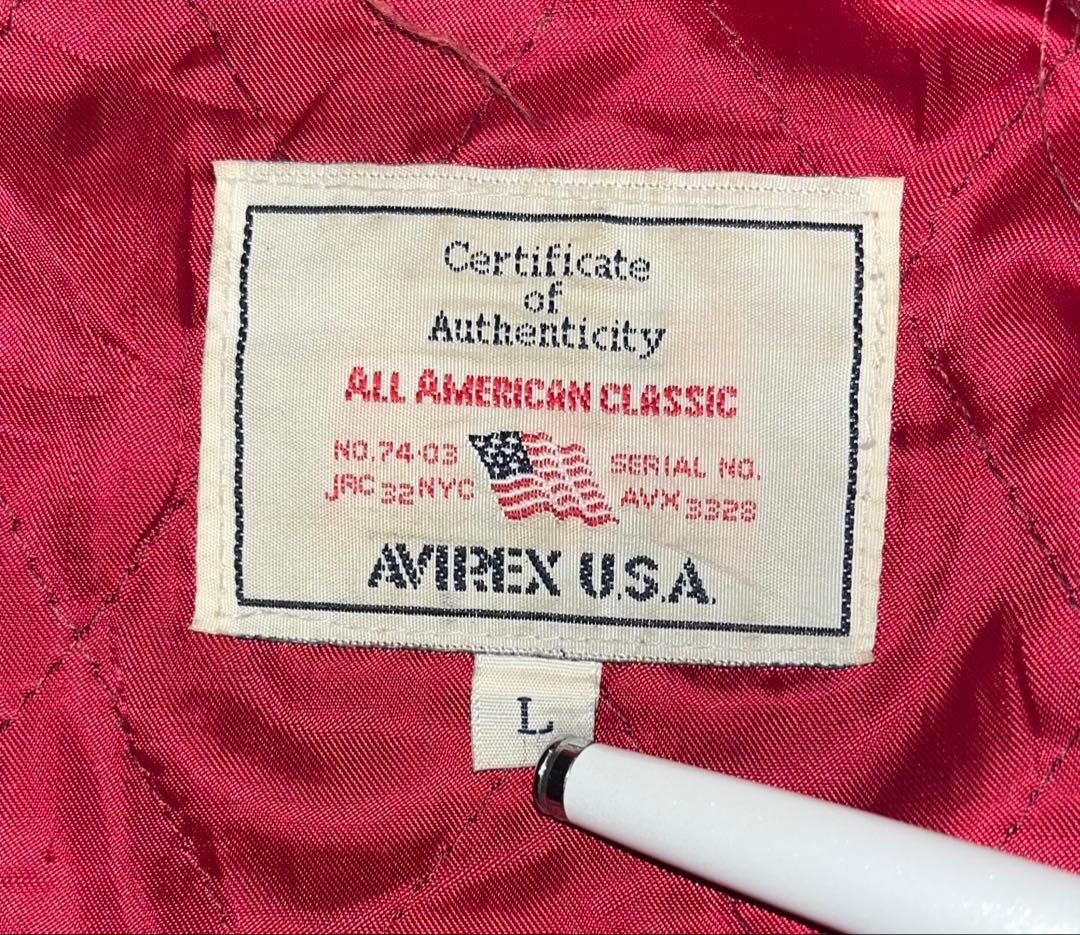 Certificate
of
Authenticity
ALL AMERICAN CLASSIC
NO.74-03
JRC 32 NYC
SERIAL NO.
AVX 3328
AVIREX U.S.A.
L